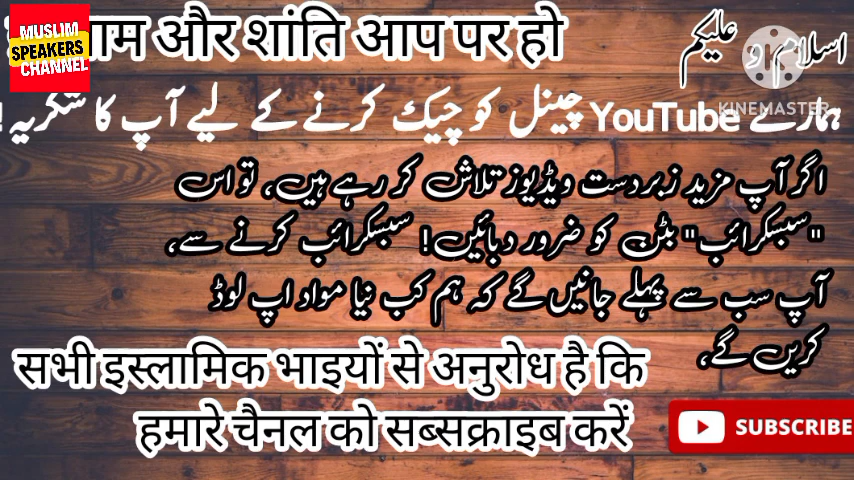 MUSLIM
SPEAKERS
CHANNEL
और शांति आप पर हो
اسلام و علیکم
KINEMASTER
ہمارے YouTube چینل کو چیک کرنے کے لیے آپ کا شکریہ!
اگر آپ مزید زبردست ویڈیوز تلاش کر رہے ہیں، تو اس
"سبسکرائب" بٹن کو ضرور دبائیں! سبسکرائب کرنے سے،
آپ سب سے پہلے جانیں گے کہ ہم کب نیا مواد اپ لوڈ
کریں گے،
सभी इस्लामिक भाइयों से अनुरोध है कि
हमारे चैनल को सब्सक्राइब करें
SUBSCRIBE